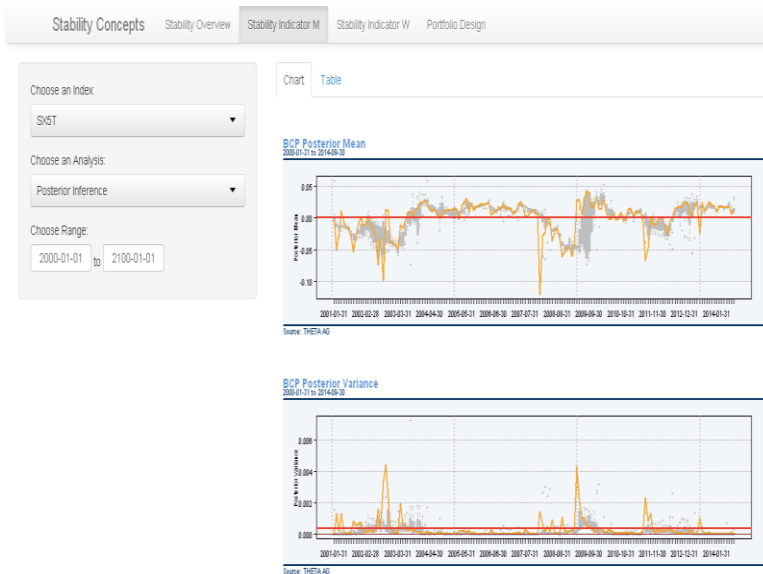 Stability Concepts Stability Overview Stability Indicator M Stability Indicator W Portfolio Design
Choose an Index:
SX5T
Choose an Analysis:
Posterior Inference
Choose Range:
2000-01-01 to 2100-01-01
Chart Table
BCP Posterior Mean
2000-01-31 to 2014-09-30
Posterior Mean
0.05
0.00
-0.05
-0.10
2001-01-31 2002-02-28 2003-03-31 2004-04-30 2005-05-31 2006-06-30 2007-07-31 2008-08-31 2009-09-30 2010-10-31 2011-11-30 2012-12-31 2014-01-31
Source: THETA AG
BCP Posterior Variance
2000-01-31 to 2014-09-30
Posterior Variance
0.006
0.004
0.002
0.000
2001-01-31 2002-02-28 2003-03-31 2004-04-30 2005-05-31 2006-06-30 2007-07-31 2008-08-31 2009-09-30 2010-10-31 2011-11-30 2012-12-31 2014-01-31
Source: THETA AG